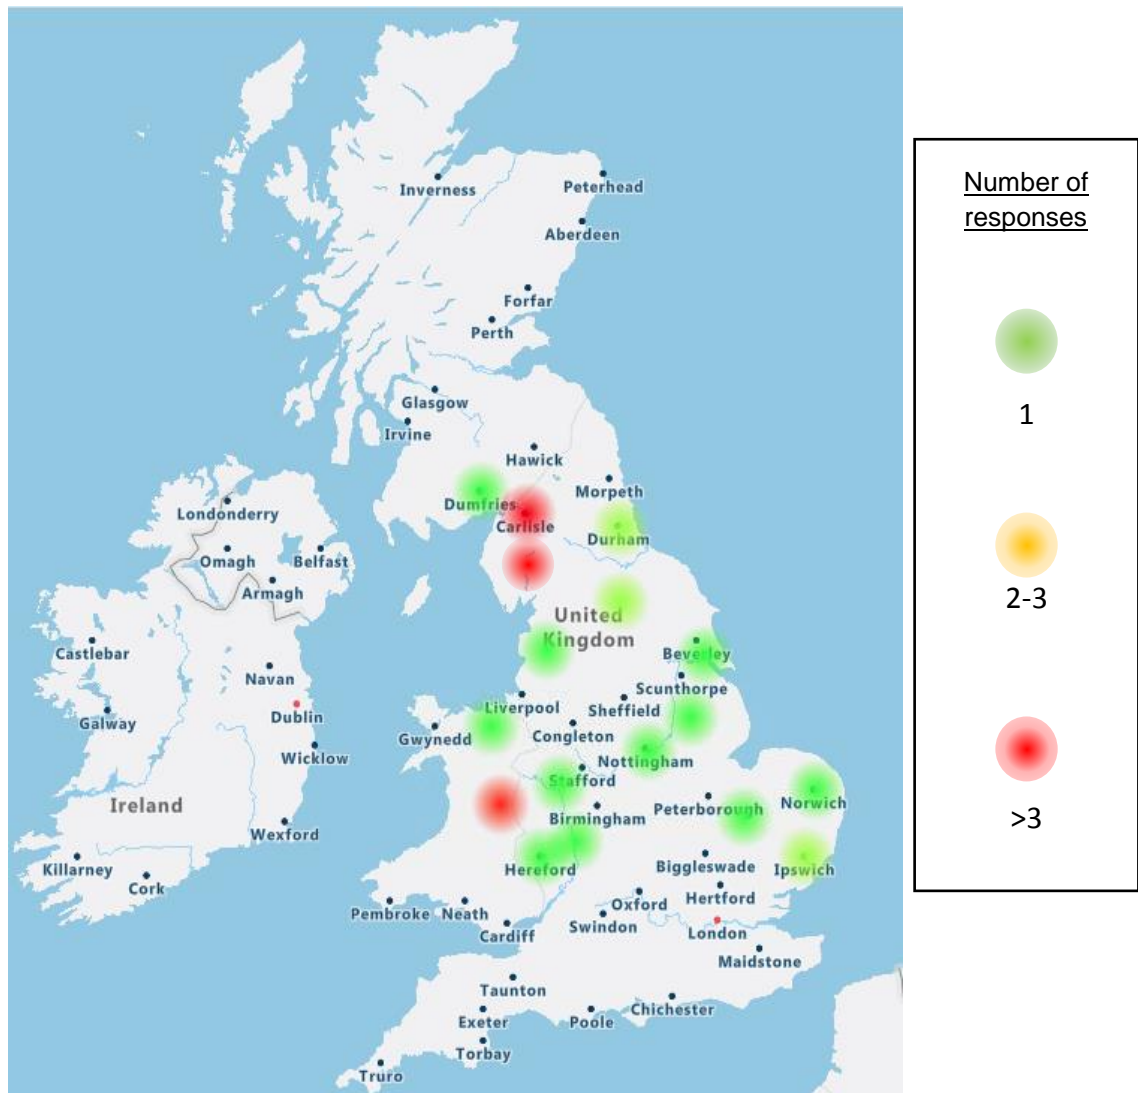 Inverness
Peterhead
Aberdeen
Forfar
Perth
Glasgow
Irvine
Hawick
Morpeth
Dumfries
Carlisle
Durham
Londonderry
Omagh
Belfast
Armagh
United
Kingdom
Castlebar
Beverley
Navan
Scunthorpe
Liverpool
Sheffield
Galway
Dublin
Gwynedd
Congleton
Wicklow
Nottingham
Stafford
Ireland
Birmingham
Peterborough
Norwich
Wexford
Killarney
Cork
Hereford
Biggleswade
Ipswich
Hertford
Oxford
Pembroke
Neath
Cardiff
Swindon
London
Maidstone
Taunton
Exeter
Poole
Chichester
Torbay
Truro
Number of
responses
1
2-3
>3